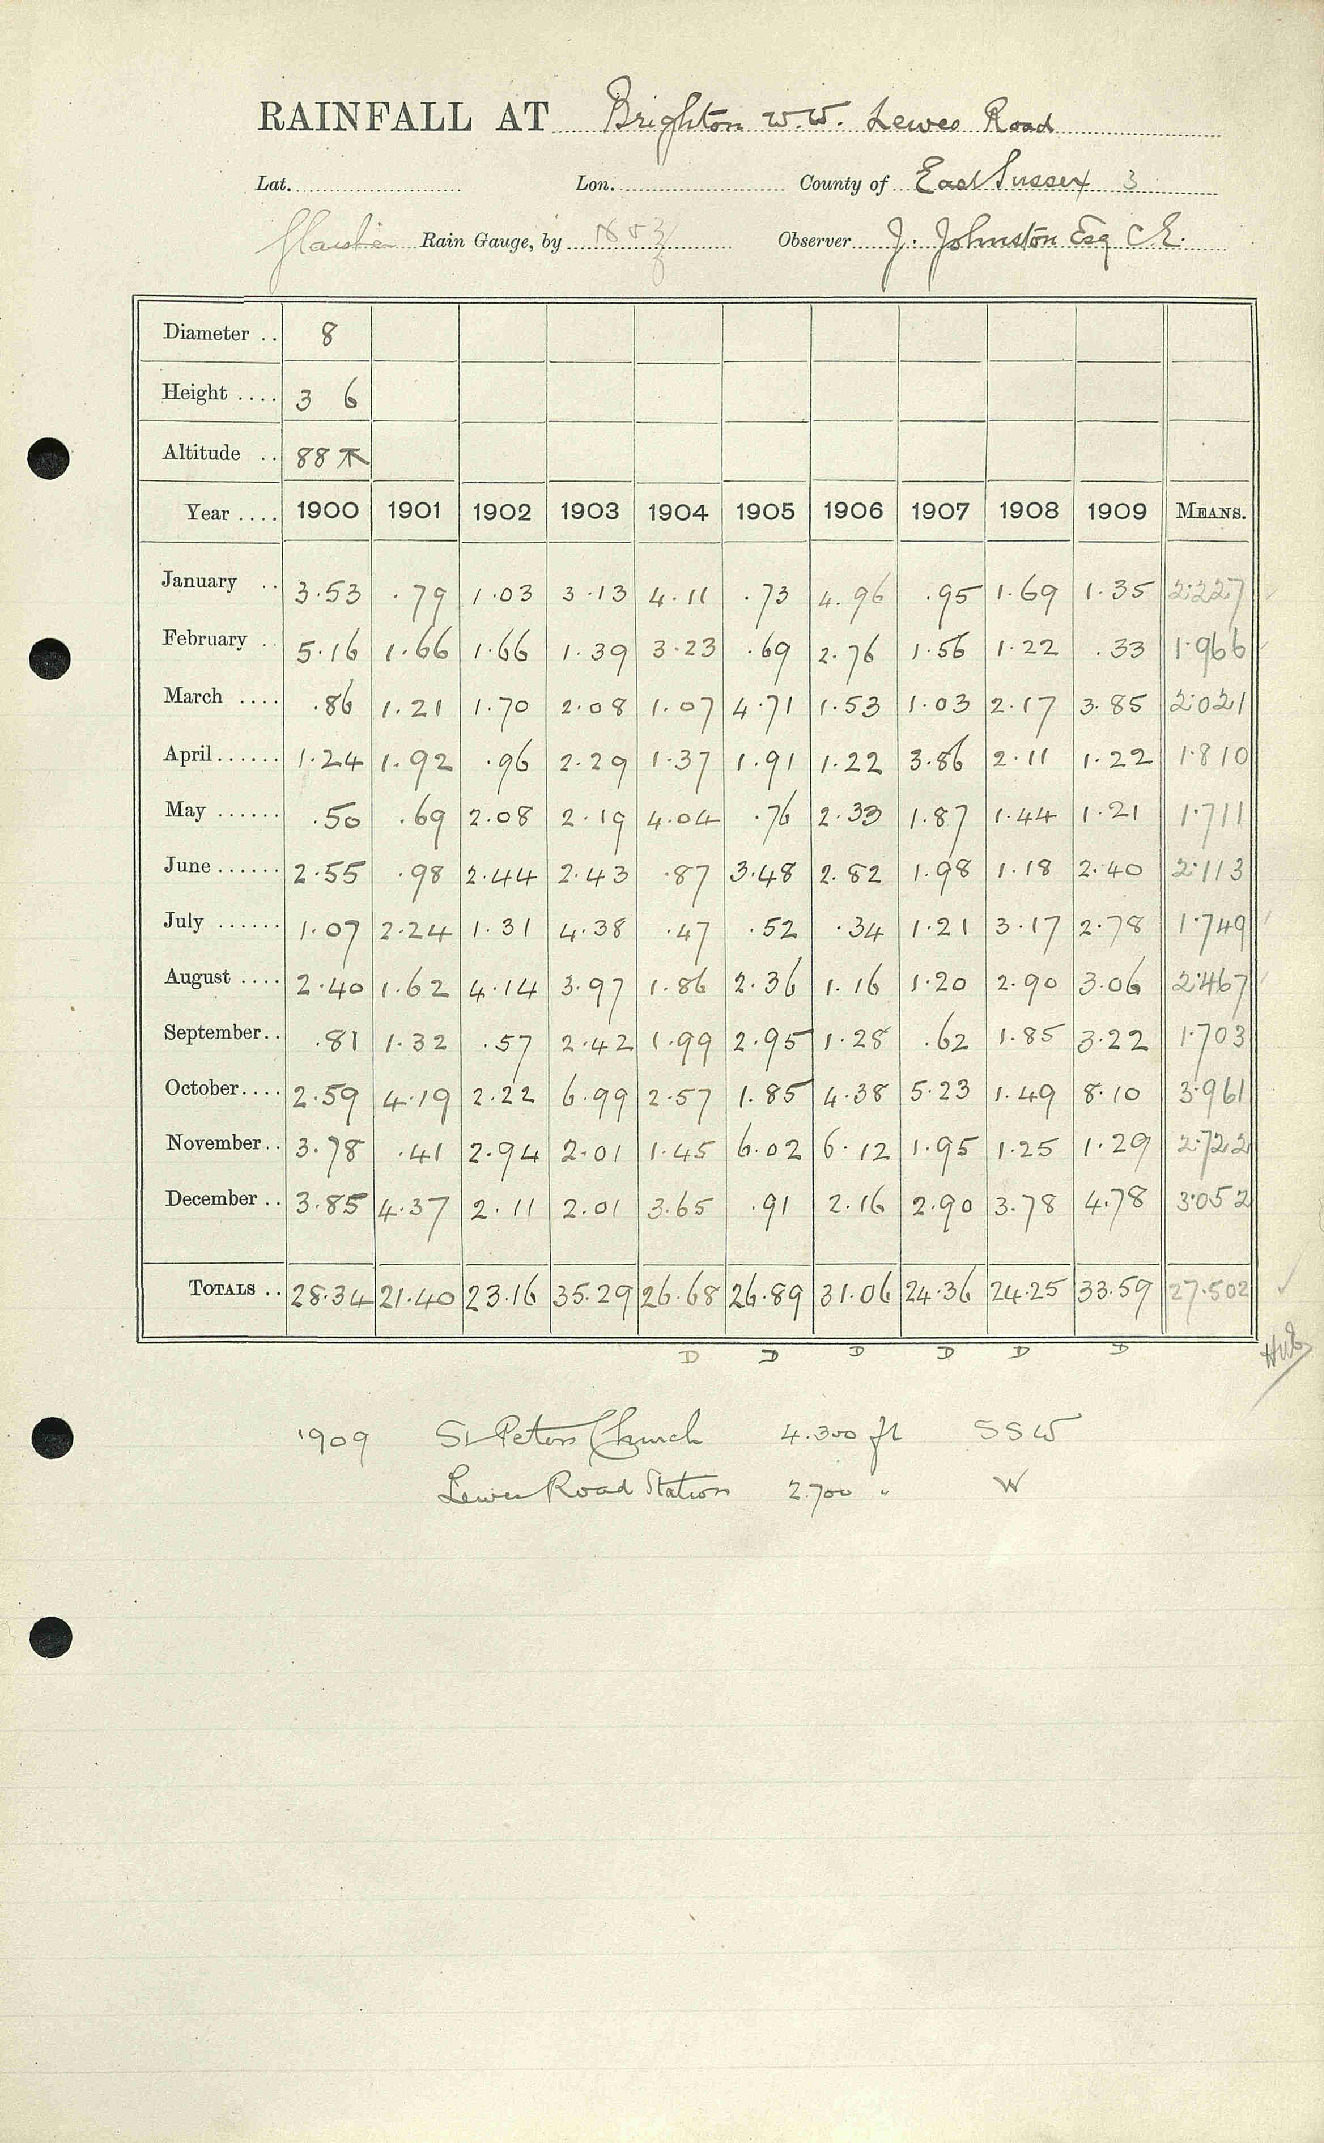 RAINFALL AT Brighton W.W. Lewes Road
Lat. Lon. County of East Sussex 3
Glaisher Rain Gauge, by Observer J. Johnston Esq C.E.
Diameter .. 8
Height .... 3 6
Altitude .. 88
Year .... 1900 1901 1902 1903 1904 1905 1906 1907 1908 1909 MEANS.
January .. 3.53 .79 1.03 3.13 4.11 .73 4.96 .95 1.69 1.35 2.227
February .. 5.16 1.66 1.66 1.39 3.23 .69 2.76 1.56 1.22 .33 1.966
March .... .86 1.21 1.70 2.08 1.07 4.71 1.53 1.03 2.17 3.85 2.021
April ...... 1.24 1.92 .96 2.29 1.37 1.91 1.22 3.86 2.11 1.22 1.810
May ...... .50 .69 2.08 2.19 4.04 .76 2.33 1.87 1.44 1.21 1.711
June ...... 2.55 .98 2.44 2.43 .87 3.48 2.82 1.98 1.18 2.40 2.113
July ...... 1.07 2.24 1.31 4.38 .47 .52 .34 1.21 3.17 2.78 1.749
August .... 2.40 1.62 4.14 3.97 1.86 2.36 1.16 1.20 2.90 3.06 2.467
September.. .81 1.32 .57 2.42 1.99 2.95 1.28 .62 1.85 3.22 1.703
October.... 2.59 4.19 2.22 6.99 2.57 1.85 4.38 5.23 1.49 8.10 3.961
November.. 3.78 .41 2.94 2.01 1.45 6.02 6.12 1.95 1.25 1.29 2.722
December .. 3.85 4.37 2.11 2.01 3.65 .91 2.16 2.90 3.78 4.78 3.052
TOTALS .. 28.34 21.40 23.16 35.29 26.68 26.89 31.06 24.36 24.25 33.59 27.502
D D D D D D
1909 St Peters Church 4.300 ft SSW
Lewes Road Station 2.700 " W